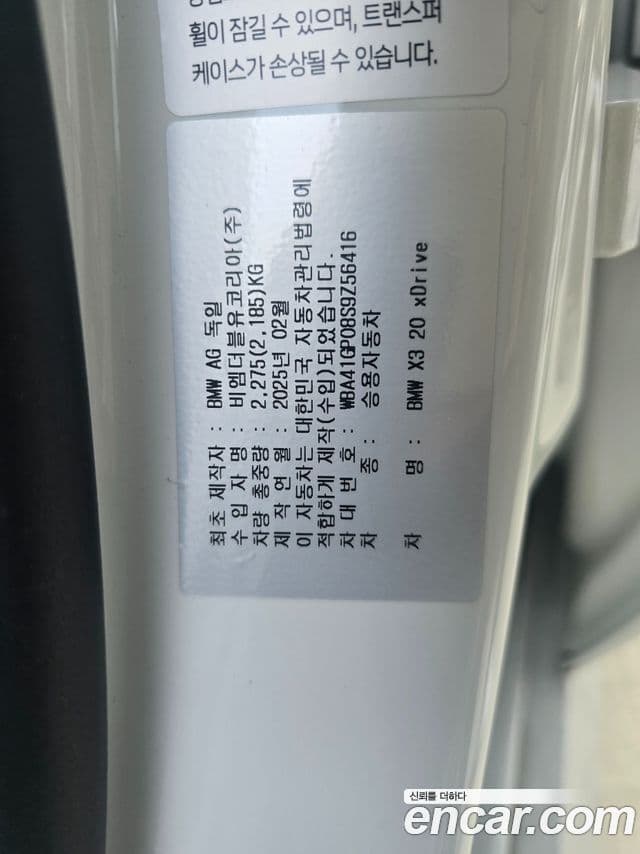 휠이 잠길 수 있으며, 트랜스퍼
케이스가 손상될 수 있습니다.
최초 제작자 : BMW AG 독일
수 입 자 명 : 비엠더블유코리아(주)
차량 총중량 : 2,275(2,185)KG
제 작 연 월 : 2025년 02월
이 자동차는 대한민국 자동차관리법령에
적합하게 제작(수입)되었습니다.
차 대 번 호 : WBA41GP08S9Z56416
차 종 : 승용자동차
차 명 : BMW X3 20 xDrive
신뢰를 더하다
encar.com